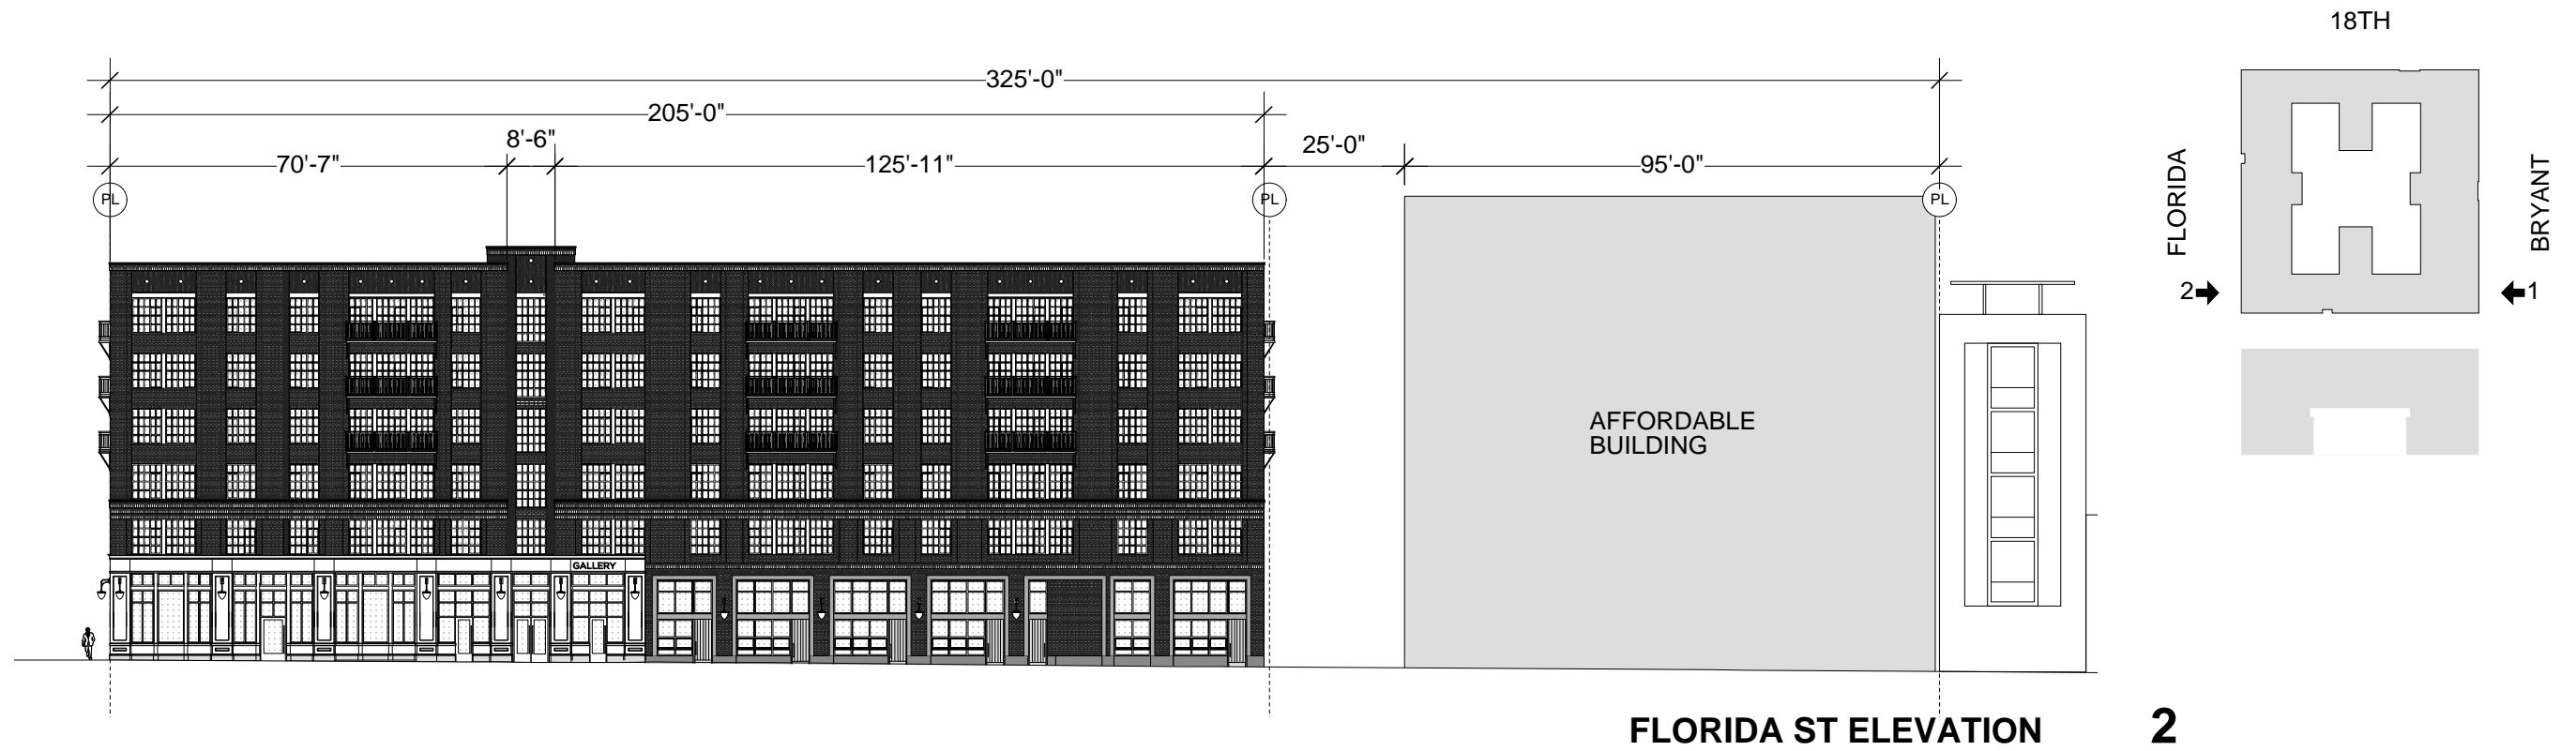 18TH
325'-0"
205'-0"
8'-6"
25'-0"
70'-7"
125'-11"
95'-0"
PL
PL
PL
FLORIDA
BRYANT
2
1
AFFORDABLE
BUILDING
GALLERY
FLORIDA ST ELEVATION 2